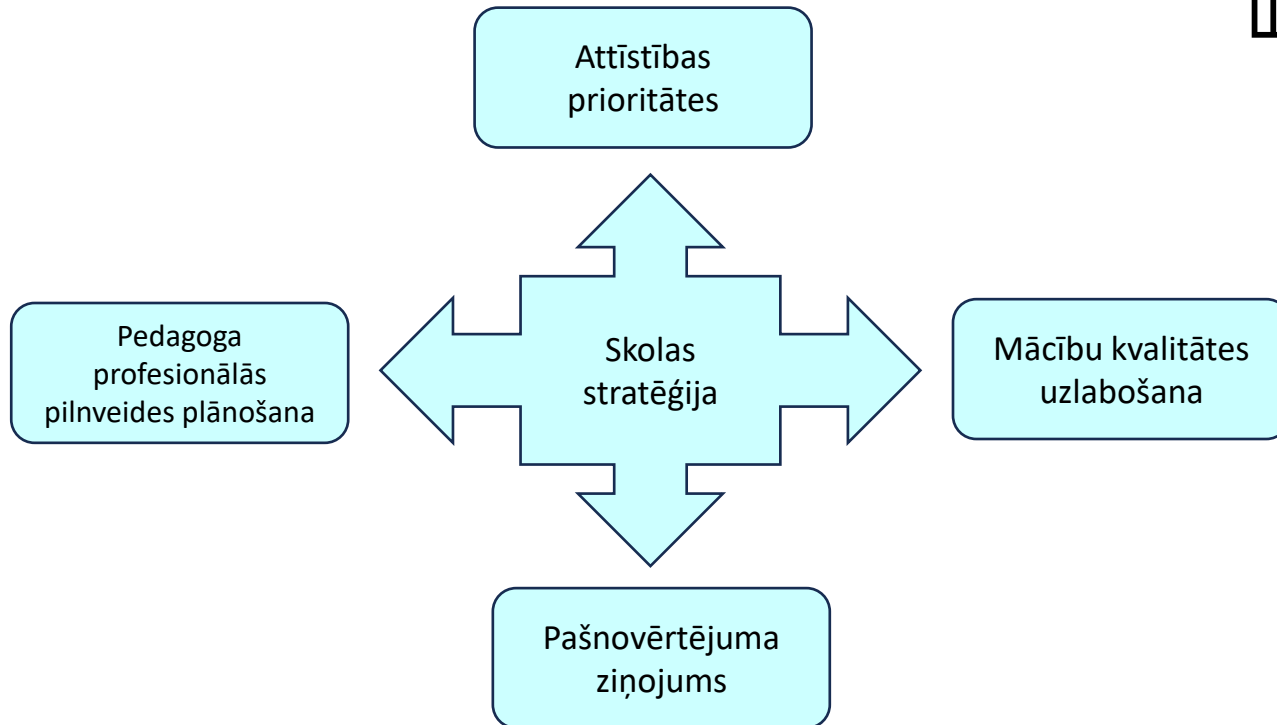 Attīstības
prioritātes
Pedagoga
profesionālās
pilnveides plānošana
Skolas
stratēģija
Mācību kvalitātes
uzlabošana
Pašnovērtējuma
ziņojums